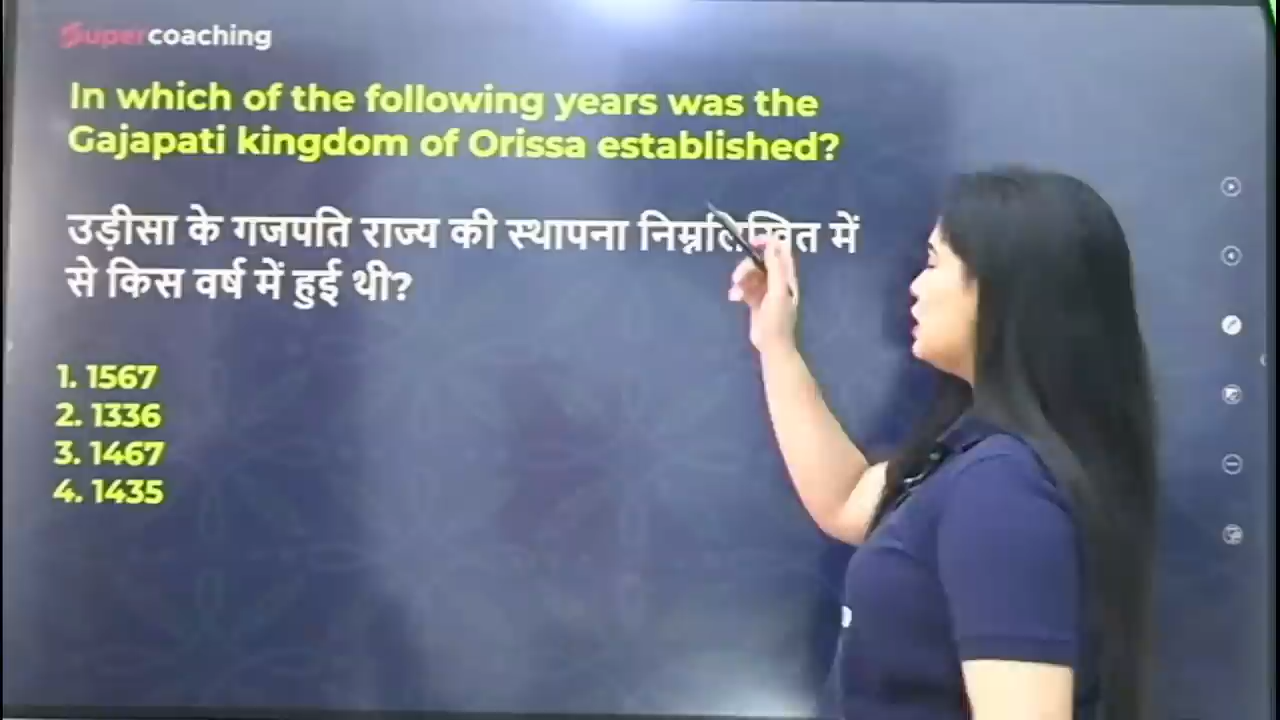 Supercoaching
In which of the following years was the
Gajapati kingdom of Orissa established?
उड़ीसा के गजपति राज्य की स्थापना निम्नलिखित में
से किस वर्ष में हुई थी?
1. 1567
2. 1336
3. 1467
4. 1435